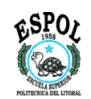 ESPOL
1958
ESCUELA SUPERIOR
POLITECNICA DEL LITORAL